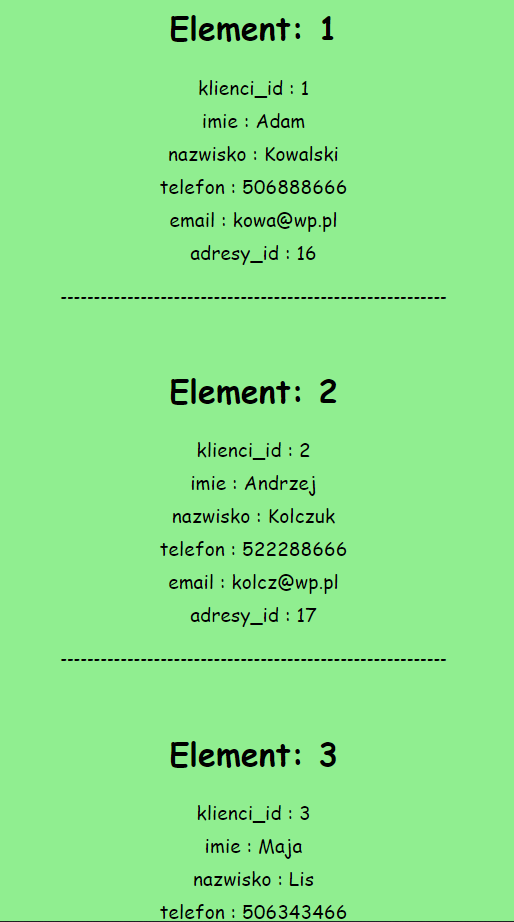 Element: 1
klienci_id : 1
imie : Adam
nazwisko : Kowalski
telefon : 506888666
email : kowa@wp.pl
adresy_id : 16
-----------------------------------------------------------
Element: 2
klienci_id : 2
imie : Andrzej
nazwisko : Kolczuk
telefon : 522288666
email : kolcz@wp.pl
adresy_id : 17
-----------------------------------------------------------
Element: 3
klienci_id : 3
imie : Maja
nazwisko : Lis
telefon : 506343466